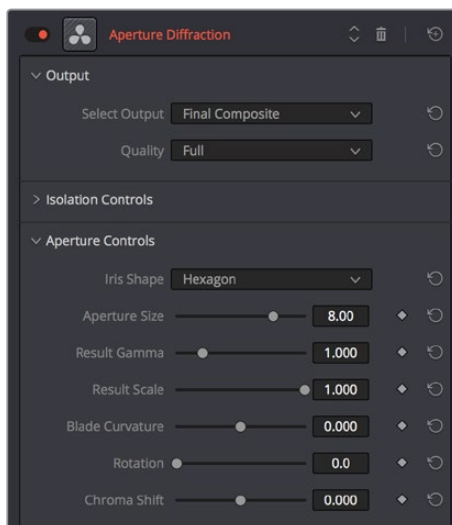 Aperture Diffraction
Output
Select Output Final Composite
Quality Full
Isolation Controls
Aperture Controls
Iris Shape Hexagon
Aperture Size 8.00
Result Gamma 1.000
Result Scale 1.000
Blade Curvature 0.000
Rotation 0.0
Chroma Shift 0.000